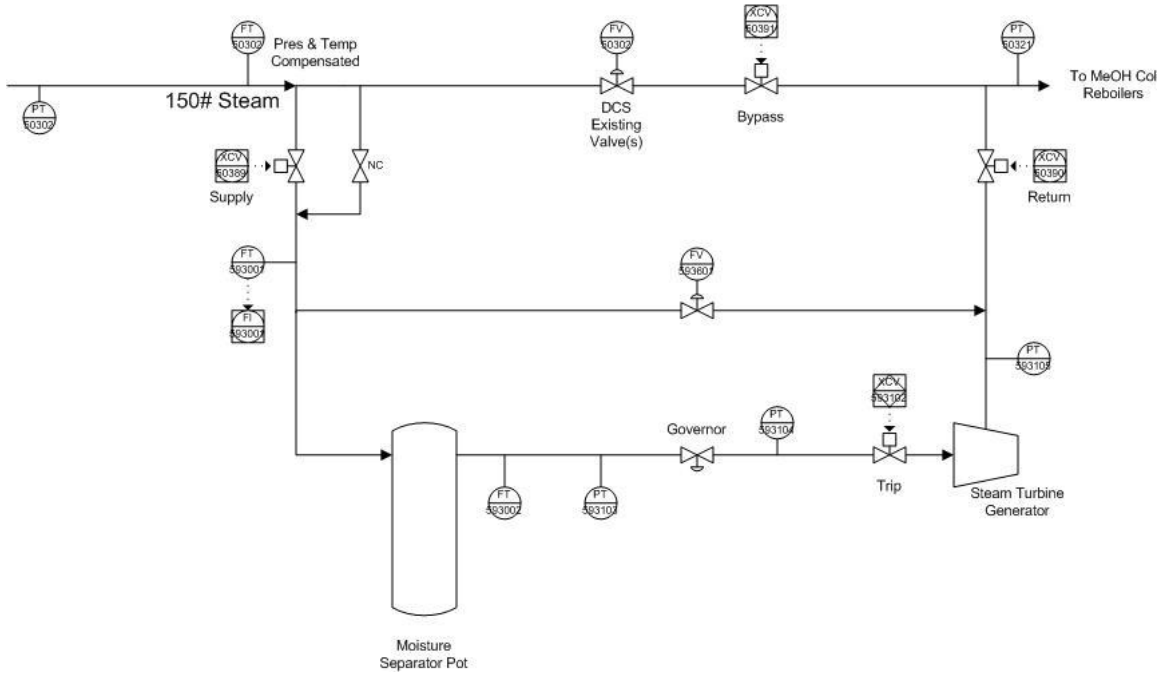 FT
50302
Pres & Temp
Compensated
FV
50302
XCV
50391
PT
50321
To MeOH Col
Reboilers
150# Steam
PT
50302
DCS
Existing
Valve(s)
Bypass
XCV
50389
Supply
NC
XCV
50390
Return
FT
593001
FI
593001
FV
593601
PT
593105
XCV
593102
Governor
PT
593104
Trip
Steam Turbine
Generator
FT
593002
PT
593103
Moisture
Separator Pot